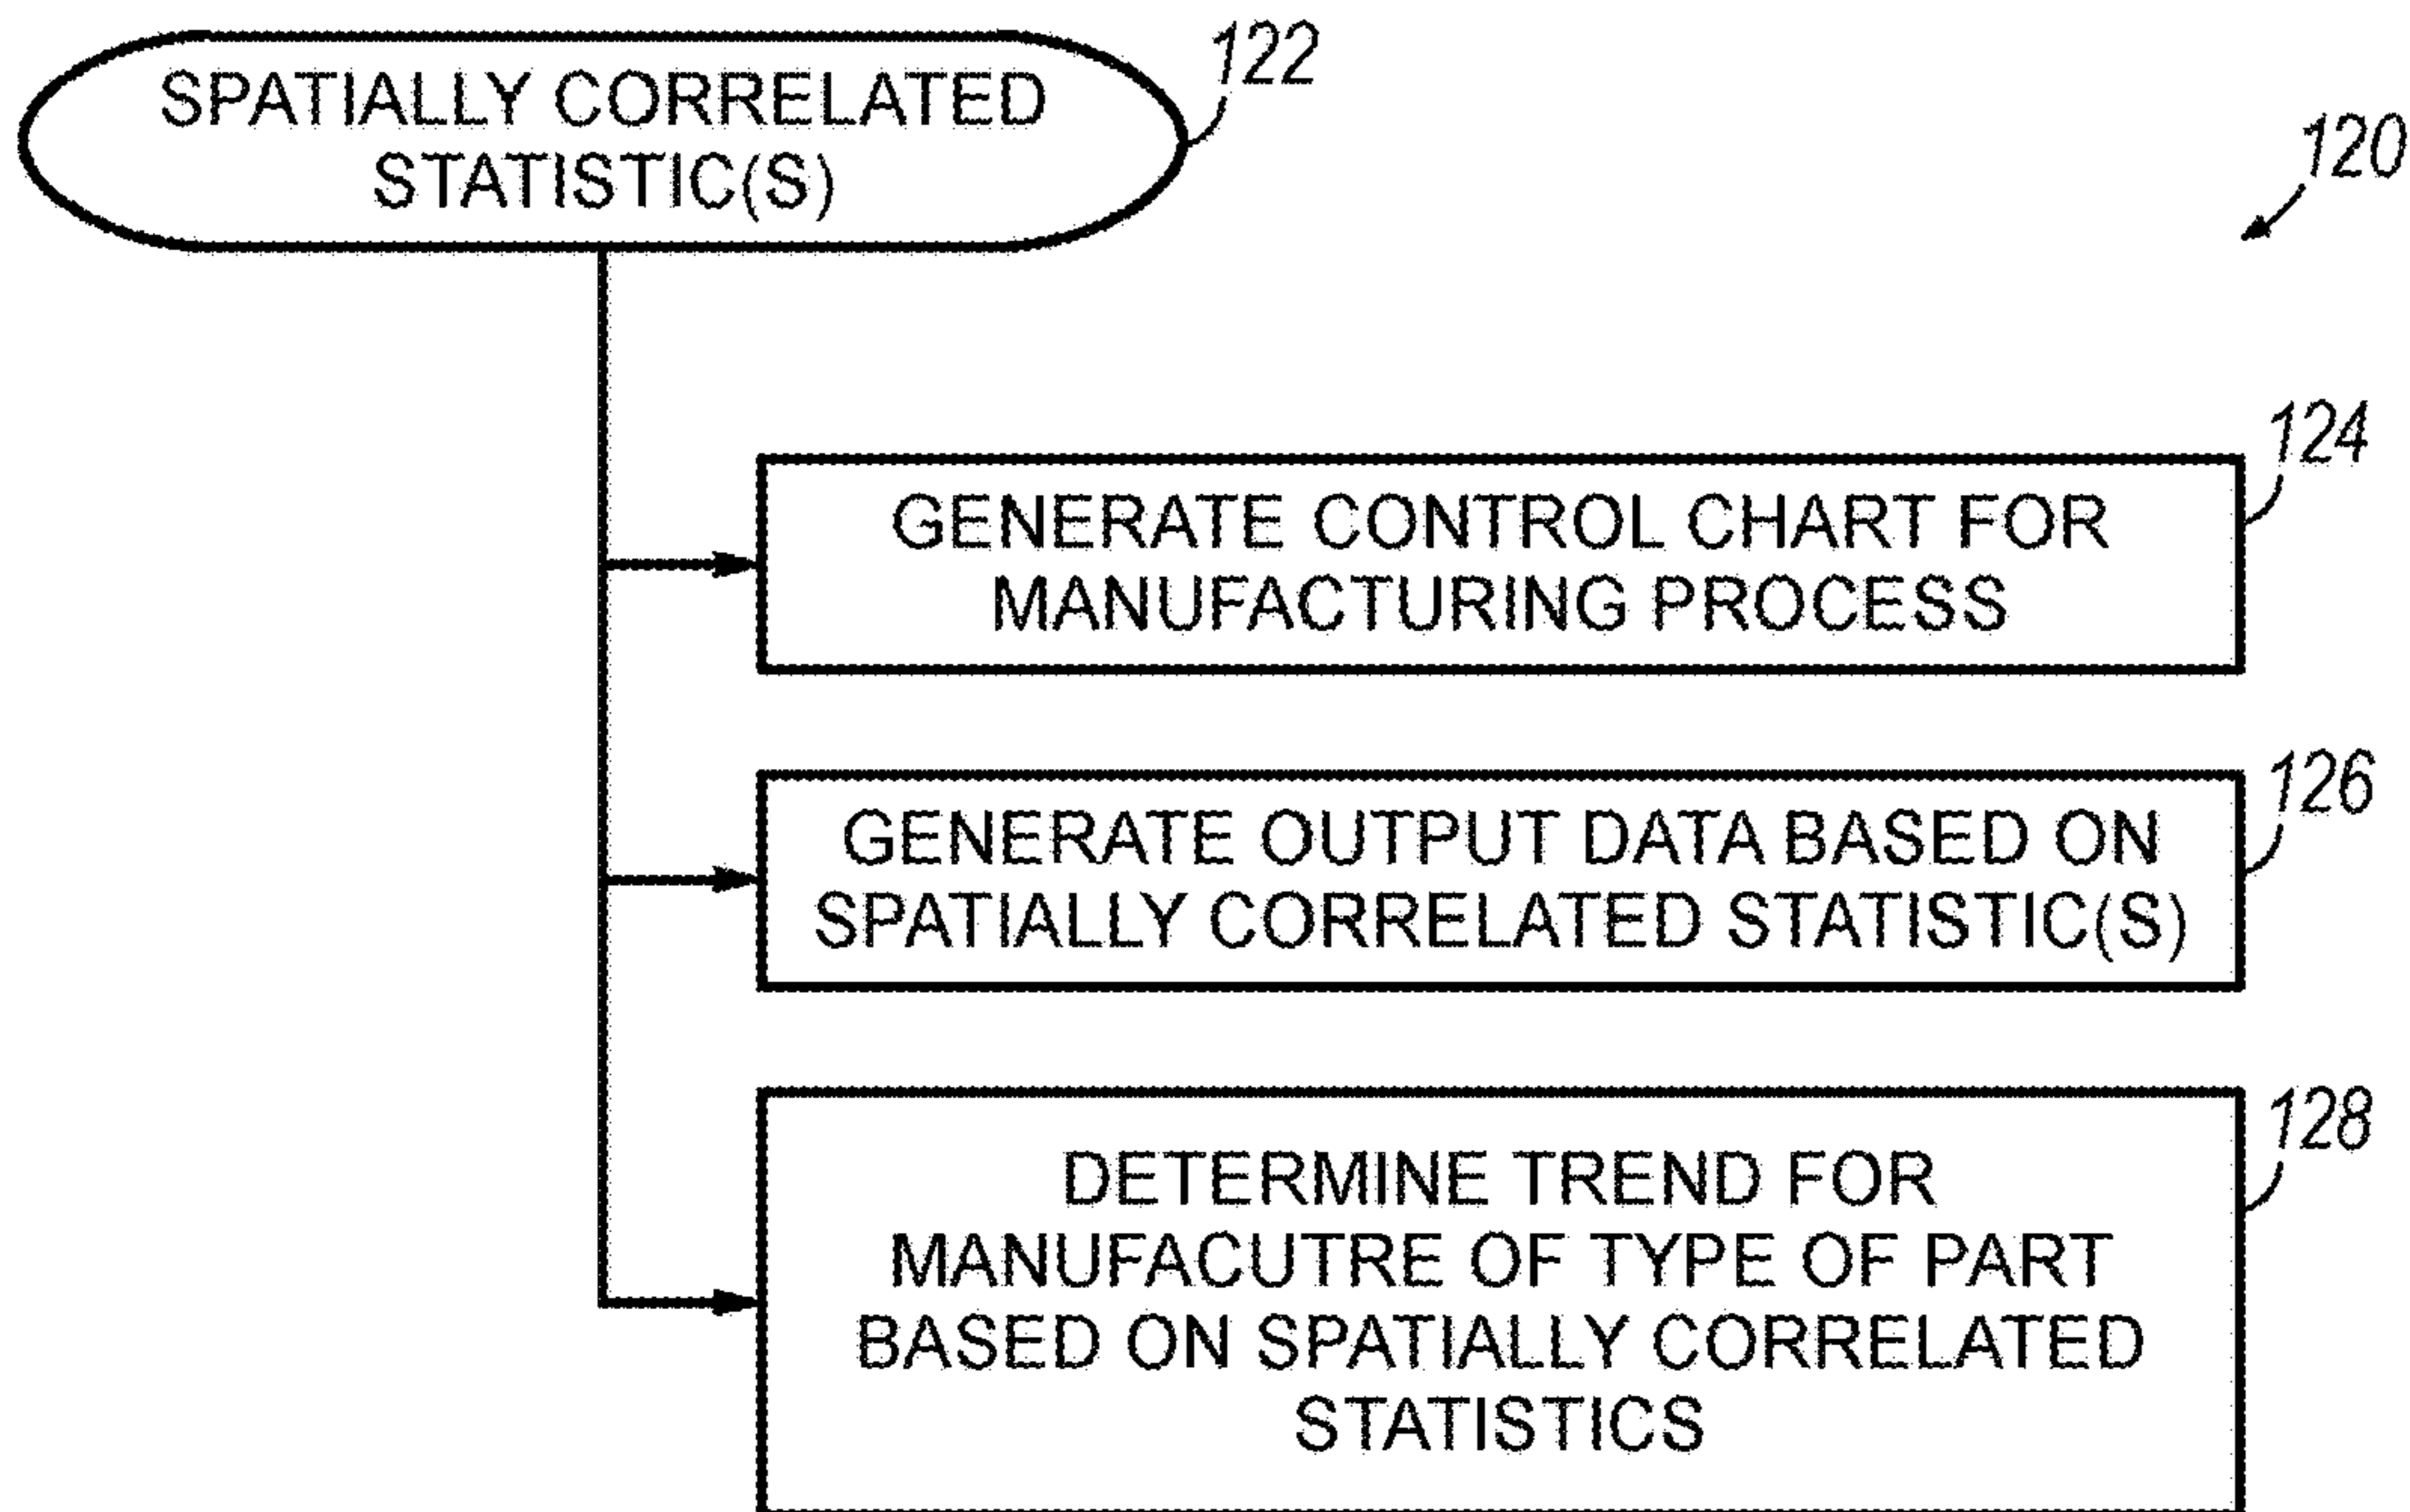 SPATIALLY CORRELATED
STATISTIC(S)
122
120
GENERATE CONTROL CHART FOR
MANUFACTURING PROCESS
124
GENERATE OUTPUT DATA BASED ON
SPATIALLY CORRELATED STATISTIC(S)
126
DETERMINE TREND FOR
MANUFACUTRE OF TYPE OF PART
BASED ON SPATIALLY CORRELATED
STATISTICS
128